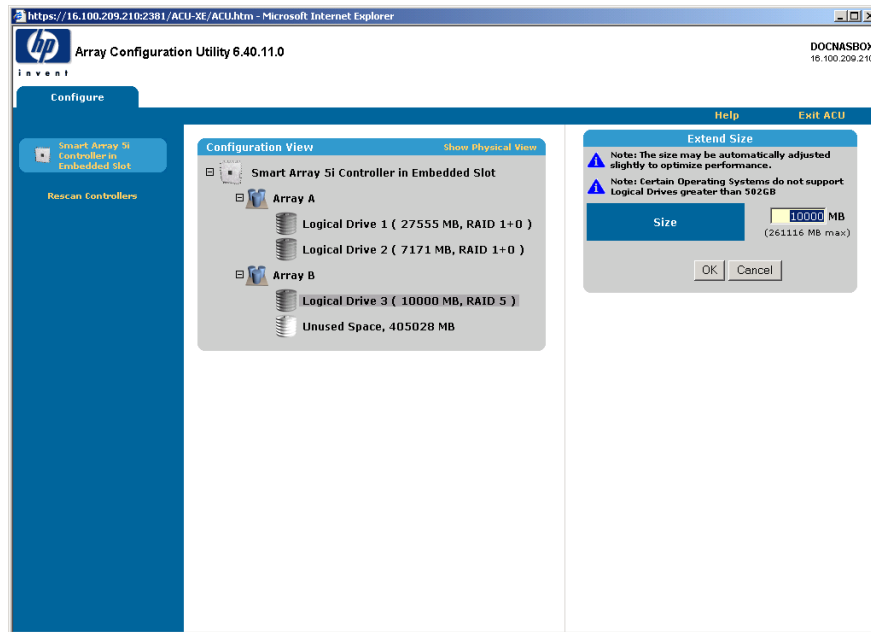 https://16.100.209.210:2381/ACU-XE/ACU.htm - Microsoft Internet Explorer
hp
invent
Array Configuration Utility 6.40.11.0
DOCNASBOX
16.100.209.210
Configure
Help Exit ACU
Smart Array 5i
Controller in
Embedded Slot
Rescan Controllers
Configuration View Show Physical View
Smart Array 5i Controller in Embedded Slot
Array A
Logical Drive 1 ( 27555 MB, RAID 1+0 )
Logical Drive 2 ( 7171 MB, RAID 1+0 )
Array B
Logical Drive 3 ( 10000 MB, RAID 5 )
Unused Space, 405028 MB
Extend Size
Note: The size may be automatically adjusted
slightly to optimize performance.
Note: Certain Operating Systems do not support
Logical Drives greater than 502GB
Size
10000 MB
(261116 MB max)
OK Cancel